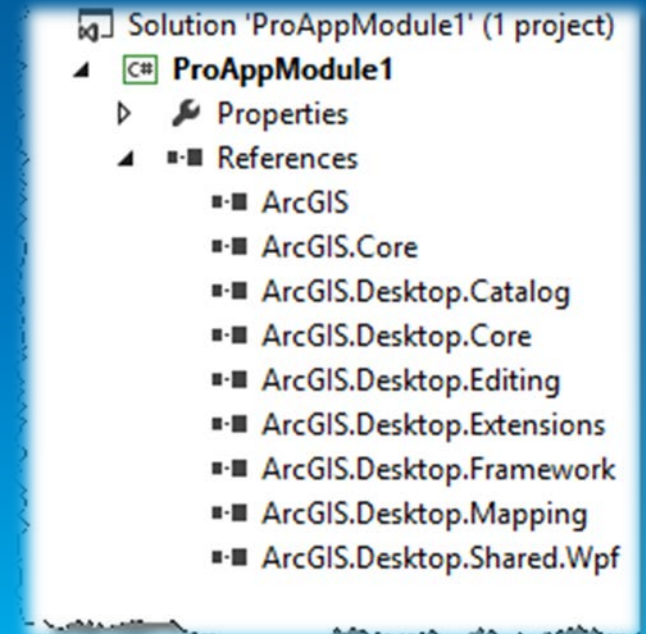 Solution 'ProAppModule1' (1 project)
C# ProAppModule1
Properties
References
ArcGIS
ArcGIS.Core
ArcGIS.Desktop.Catalog
ArcGIS.Desktop.Core
ArcGIS.Desktop.Editing
ArcGIS.Desktop.Extensions
ArcGIS.Desktop.Framework
ArcGIS.Desktop.Mapping
ArcGIS.Desktop.Shared.Wpf